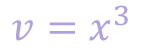 v = x³